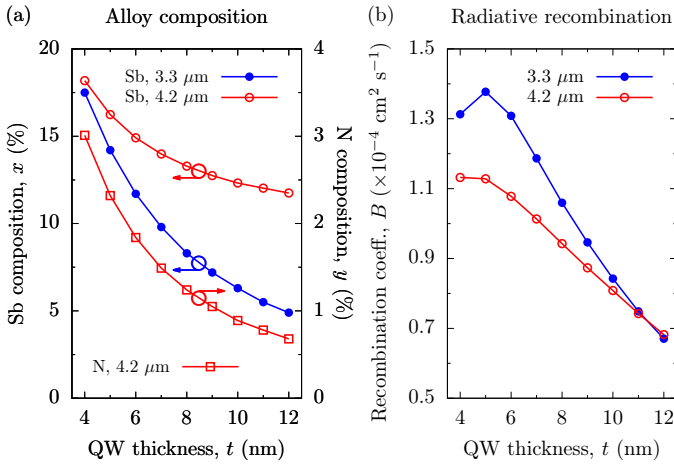 (a) Alloy composition
20
15
10
5
0
4
3
2
1
0
4 6 8 10 12
Sb composition, x (%)
N composition, y (%)
QW thickness, t (nm)
Sb, 3.3 μm
Sb, 4.2 μm
N, 4.2 μm
(b) Radiative recombination
1.5
1.3
1.1
0.9
0.7
0.5
4 6 8 10 12
Recombination coeff., B (×10⁻⁴ cm² s⁻¹)
QW thickness, t (nm)
3.3 μm
4.2 μm